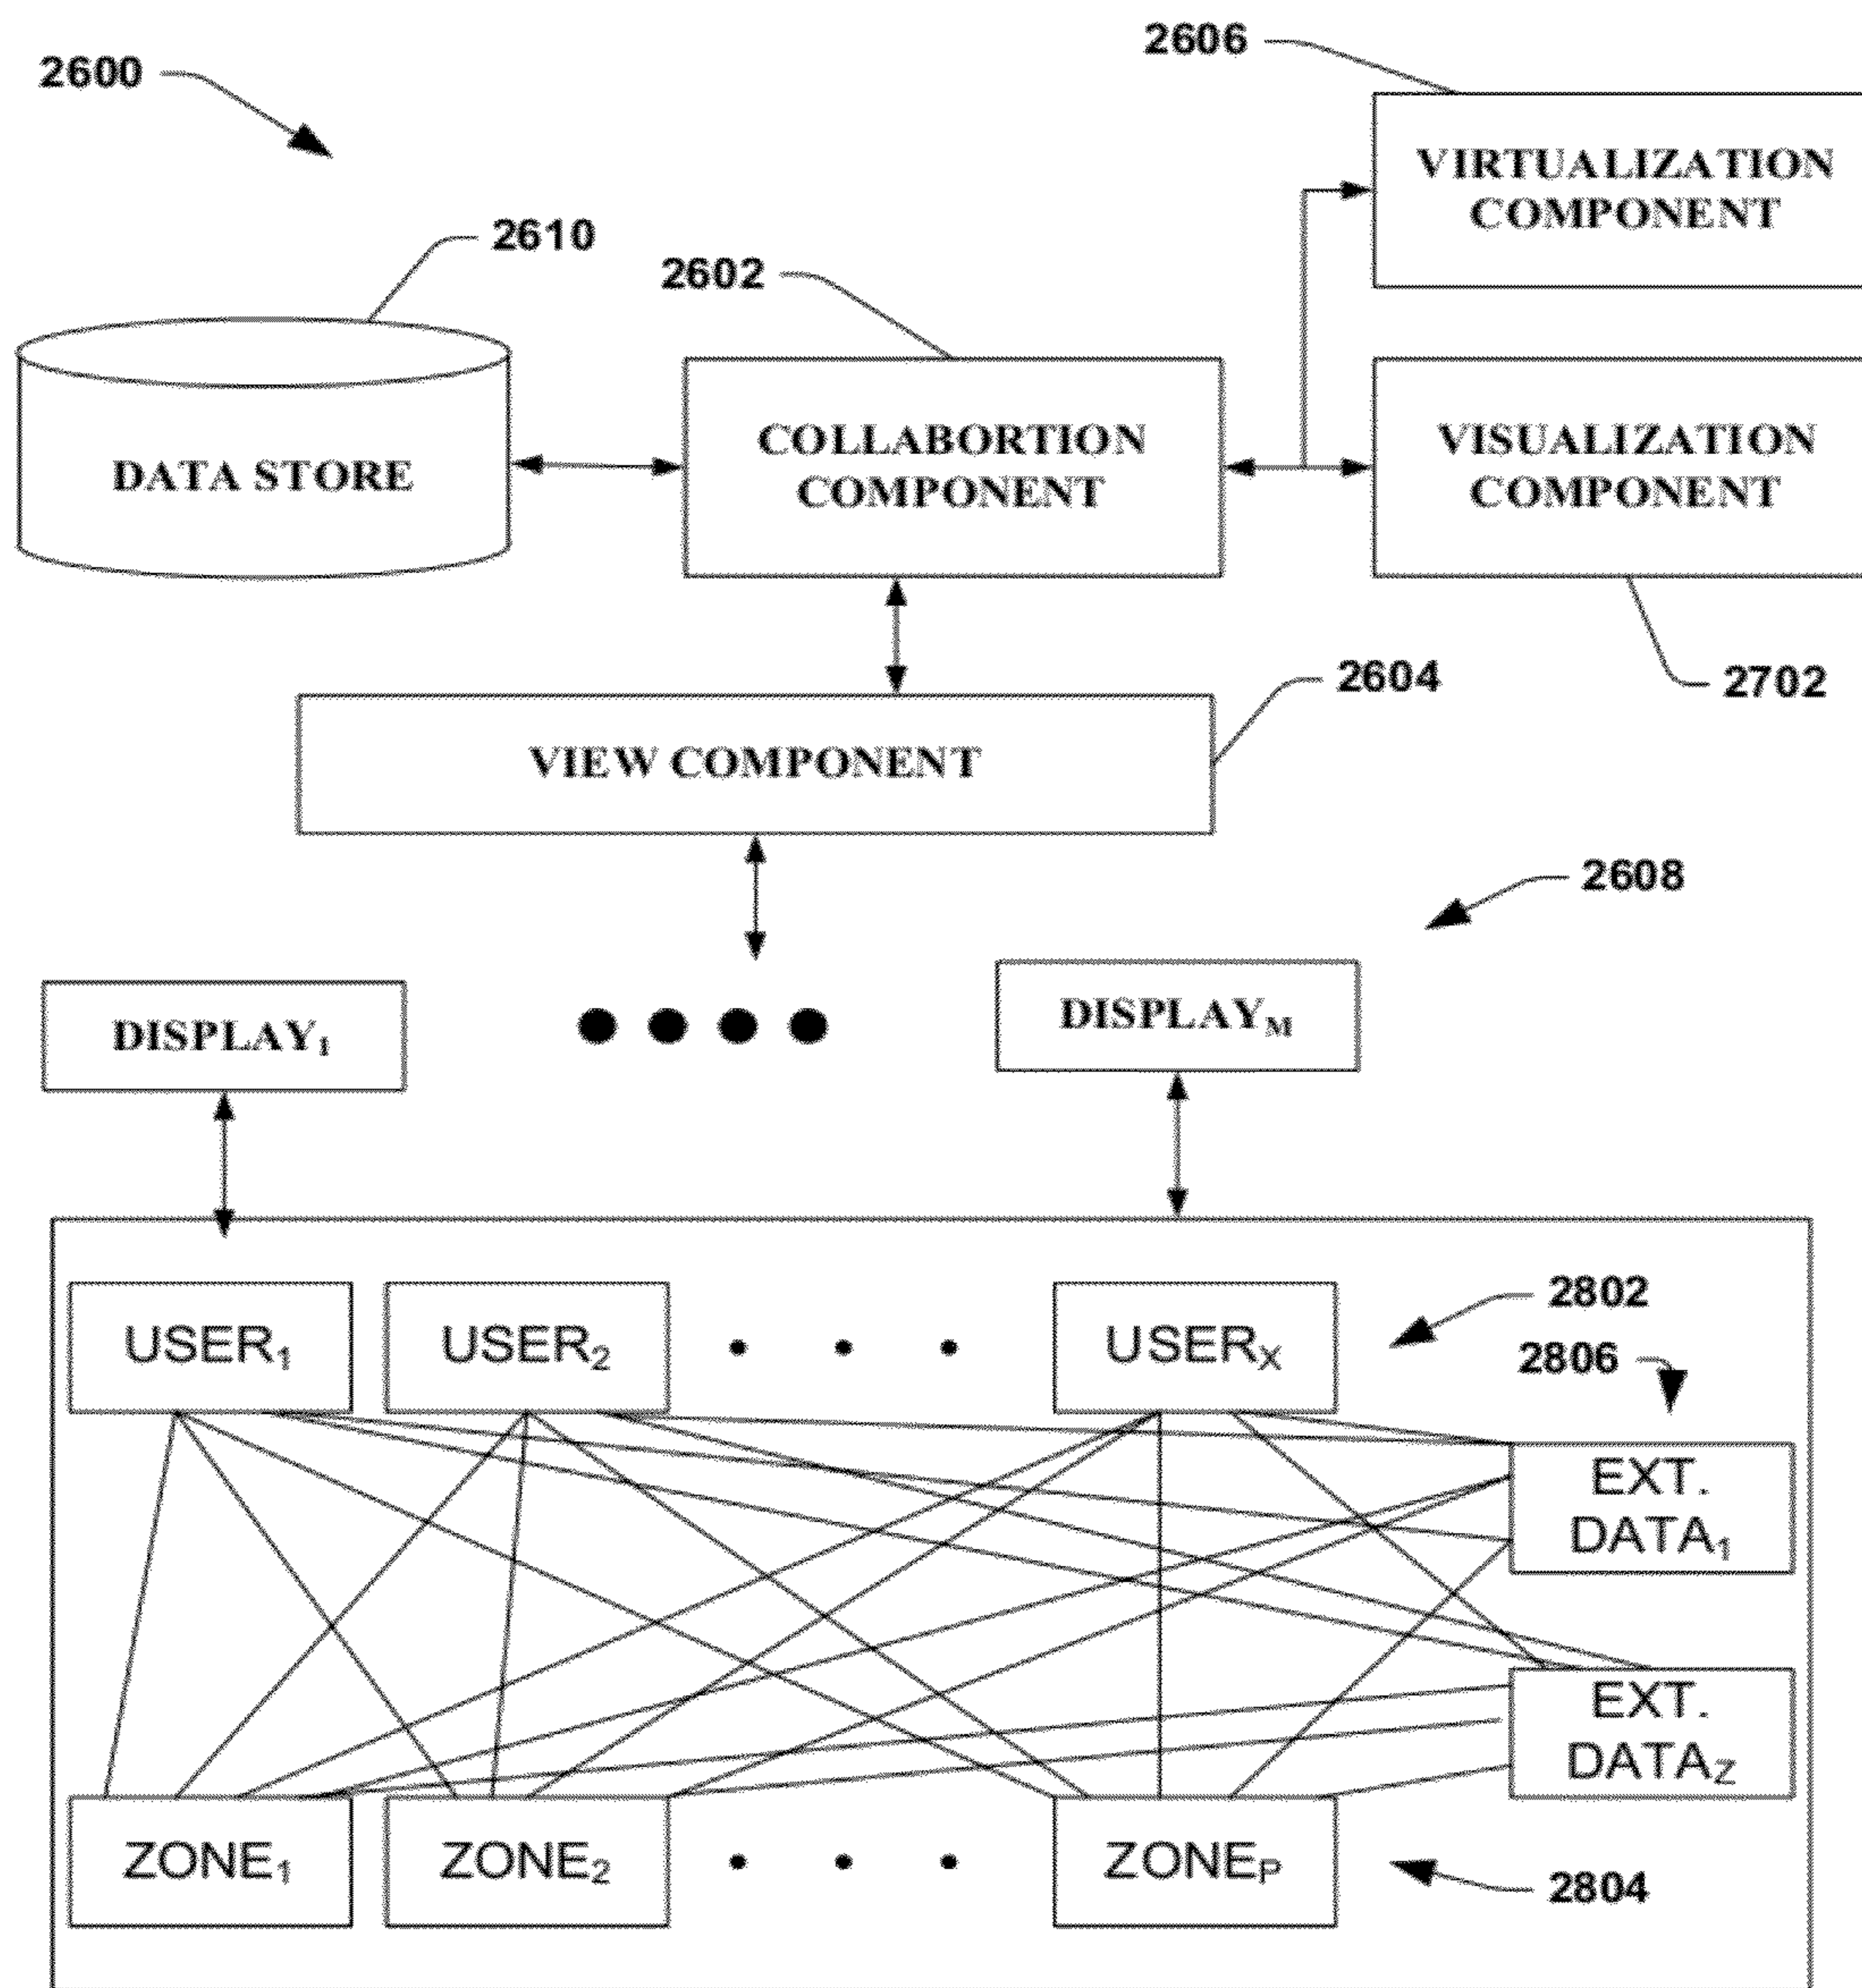 2606
2600
VIRTUALIZATION
COMPONENT
2610
2602
DATA STORE
COLLABORTION
COMPONENT
VISUALIZATION
COMPONENT
2604
2702
VIEW COMPONENT
2608
DISPLAY₁
DISPLAYM
USER₁
USER₂
USERX
2802
2806
EXT.
DATA₁
EXT.
DATAZ
ZONE₁
ZONE₂
ZONEP
2804